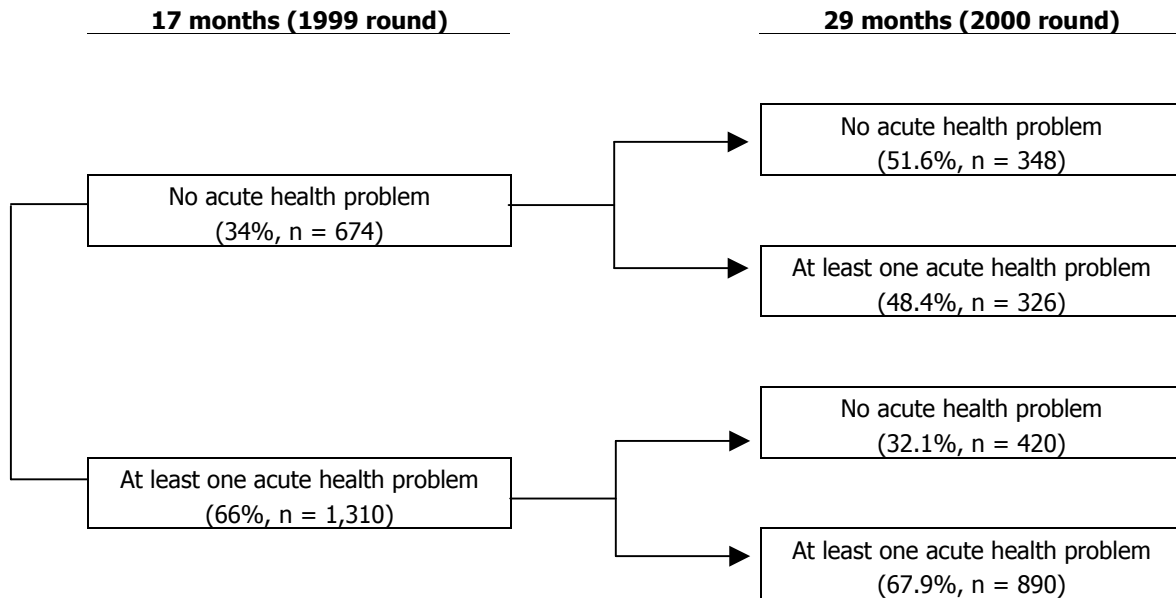 17 months (1999 round)
29 months (2000 round)
No acute health problem
(34%, n = 674)
No acute health problem
(51.6%, n = 348)
At least one acute health problem
(48.4%, n = 326)
At least one acute health problem
(66%, n = 1,310)
No acute health problem
(32.1%, n = 420)
At least one acute health problem
(67.9%, n = 890)